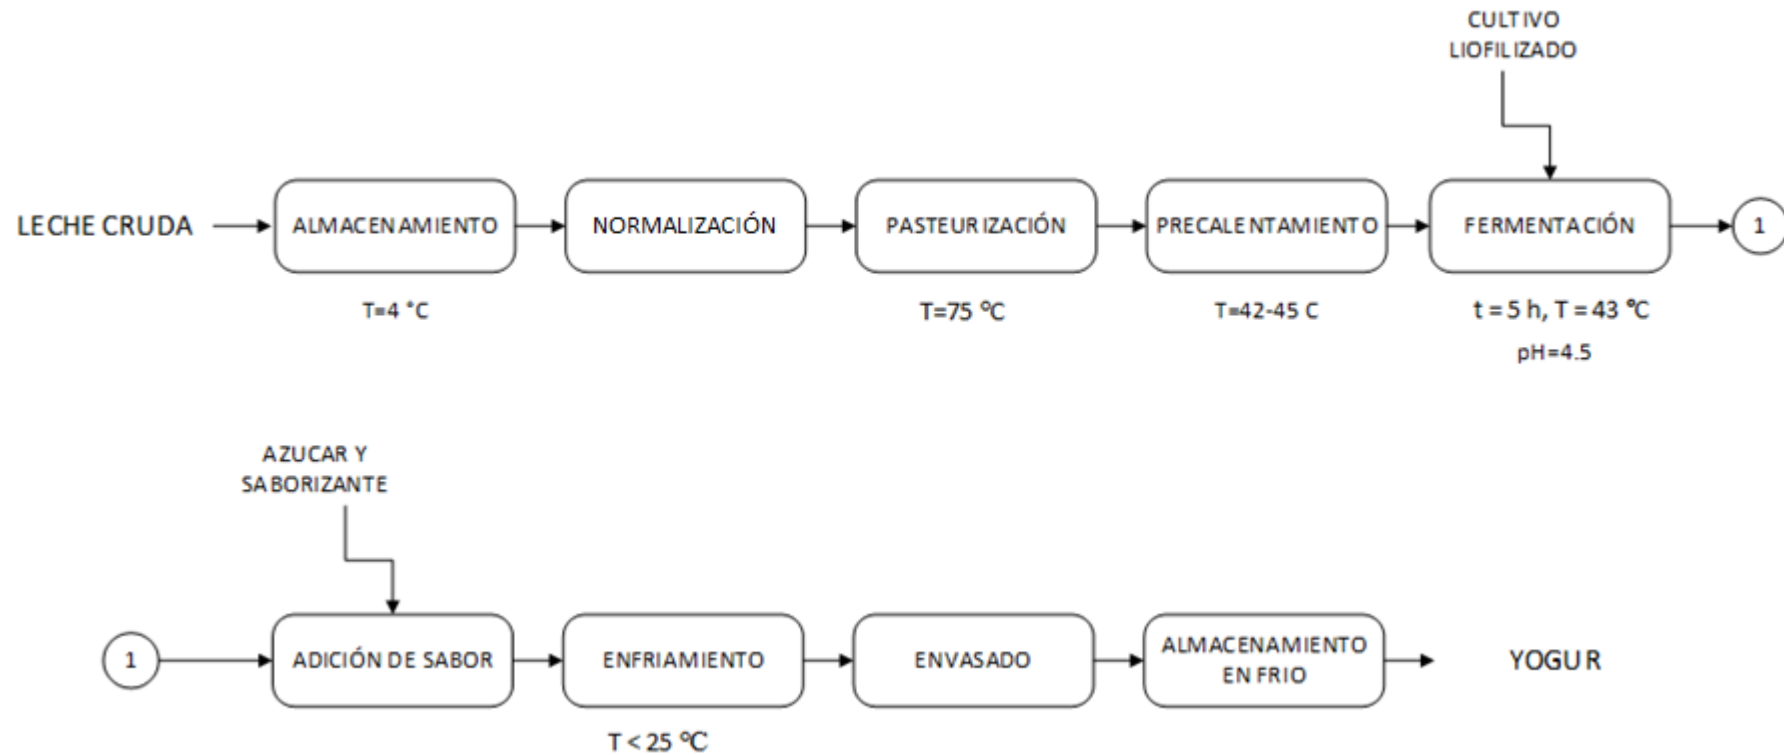 CULTIVO
LIOFILIZADO
LECHE CRUDA
ALMACENAMIENTO
NORMALIZACIÓN
PASTEURIZACIÓN
PRECALENTAMIENTO
FERMENTACIÓN
1
T=4 °C
T=75 °C
T=42-45 C
t = 5 h, T = 43 °C
pH=4.5
AZUCAR Y
SABORIZANTE
1
ADICIÓN DE SABOR
ENFRIAMIENTO
ENVASADO
ALMACENAMIENTO
EN FRIO
YOGUR
T < 25 °C